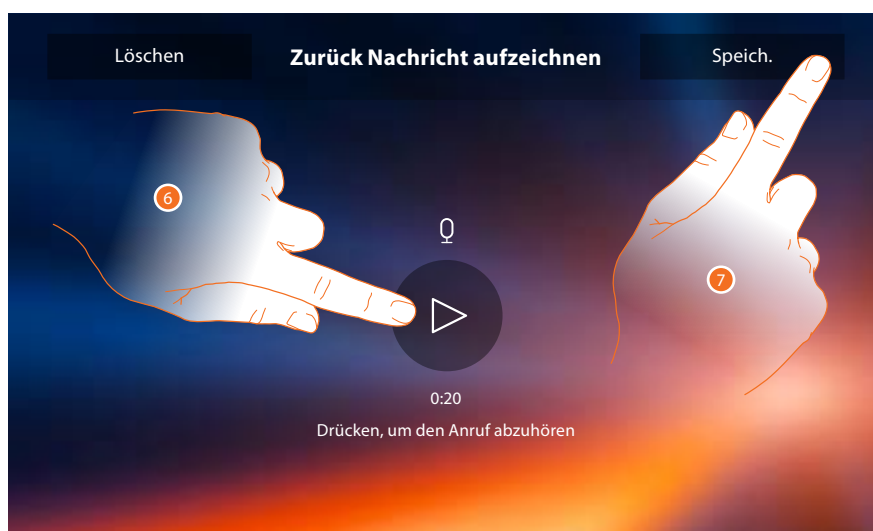 Löschen
Zurück Nachricht aufzeichnen
Speich.
6
7
0:20
Drücken, um den Anruf abzuhören